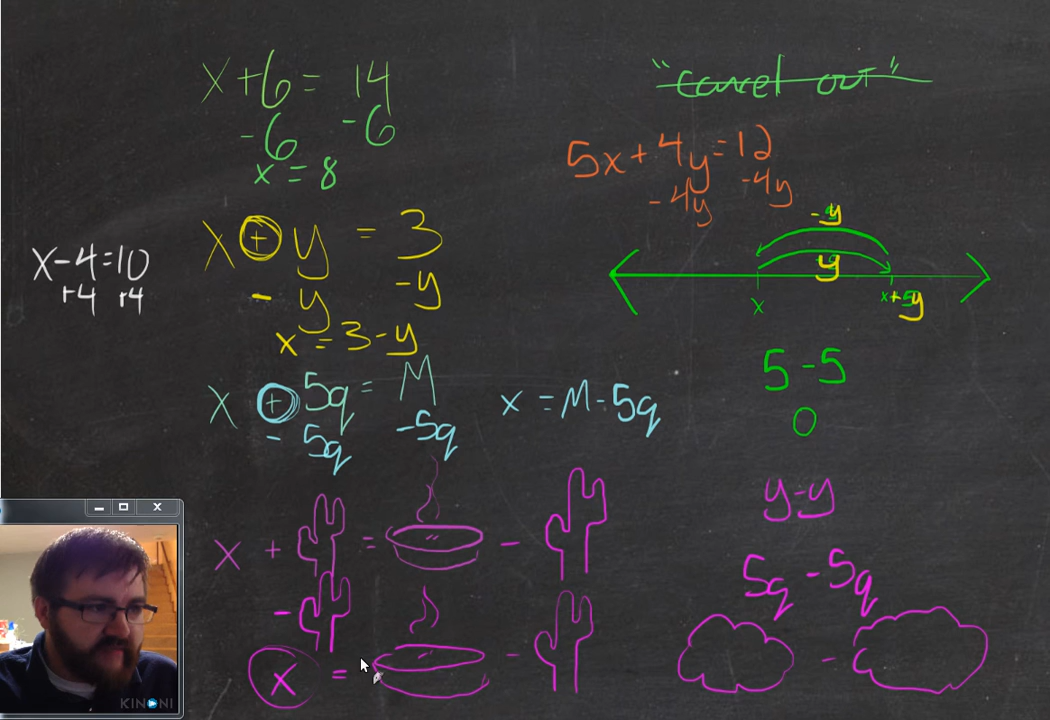 x+6= 14
-6 -6
x = 8
x + y = 3
- y -y
x = 3-y
x-4=10
+4 +4
x + 5q = M
- 5q -5q
x = M-5q
x + = -
-
x = -
"cancel out"
5x+4y=12
-4y -4y
-y
y
x x+y
5-5
0
y-y
5q -5q
-
KINONI